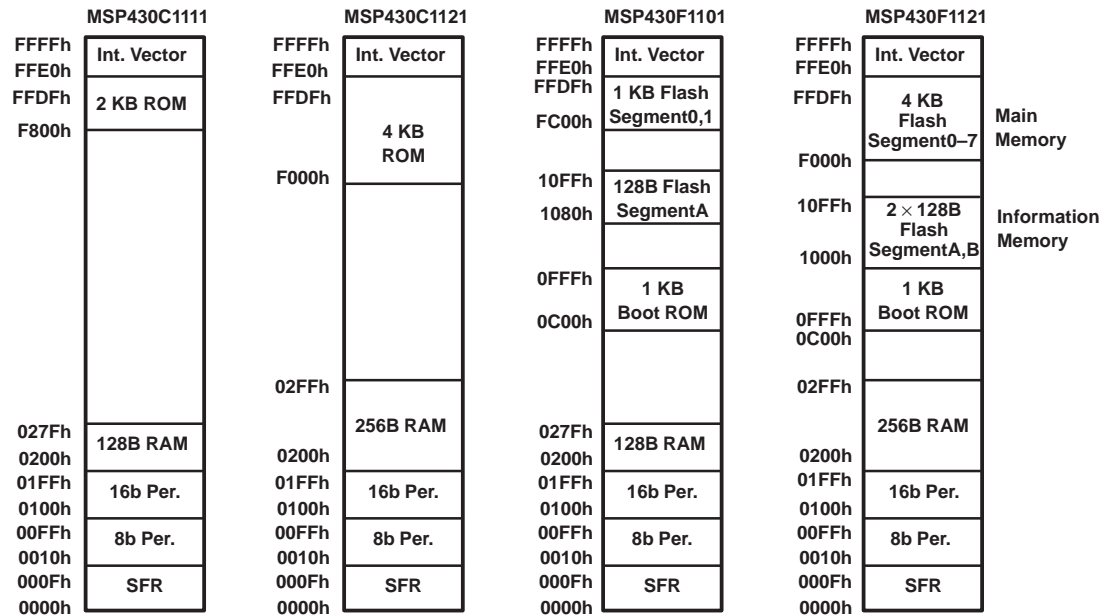 MSP430C1111
FFFFh
Int. Vector
FFE0h
FFDFh
2 KB ROM
F800h
027Fh
128B RAM
0200h
01FFh
16b Per.
0100h
00FFh
8b Per.
0010h
000Fh
SFR
0000h
MSP430C1121
FFFFh
Int. Vector
FFE0h
FFDFh
4 KB
ROM
F000h
02FFh
256B RAM
0200h
01FFh
16b Per.
0100h
00FFh
8b Per.
0010h
000Fh
SFR
0000h
MSP430F1101
FFFFh
Int. Vector
FFE0h
FFDFh
1 KB Flash
Segment0,1
FC00h
10FFh
128B Flash
SegmentA
1080h
0FFFh
1 KB
Boot ROM
0C00h
027Fh
128B RAM
0200h
01FFh
16b Per.
0100h
00FFh
8b Per.
0010h
000Fh
SFR
0000h
MSP430F1121
FFFFh
Int. Vector
FFE0h
FFDFh
4 KB
Flash
Segment0–7
Main
Memory
F000h
10FFh
2 × 128B
Flash
SegmentA,B
Information
Memory
1000h
1 KB
Boot ROM
0FFFh
0C00h
02FFh
256B RAM
0200h
01FFh
16b Per.
0100h
00FFh
8b Per.
0010h
000Fh
SFR
0000h